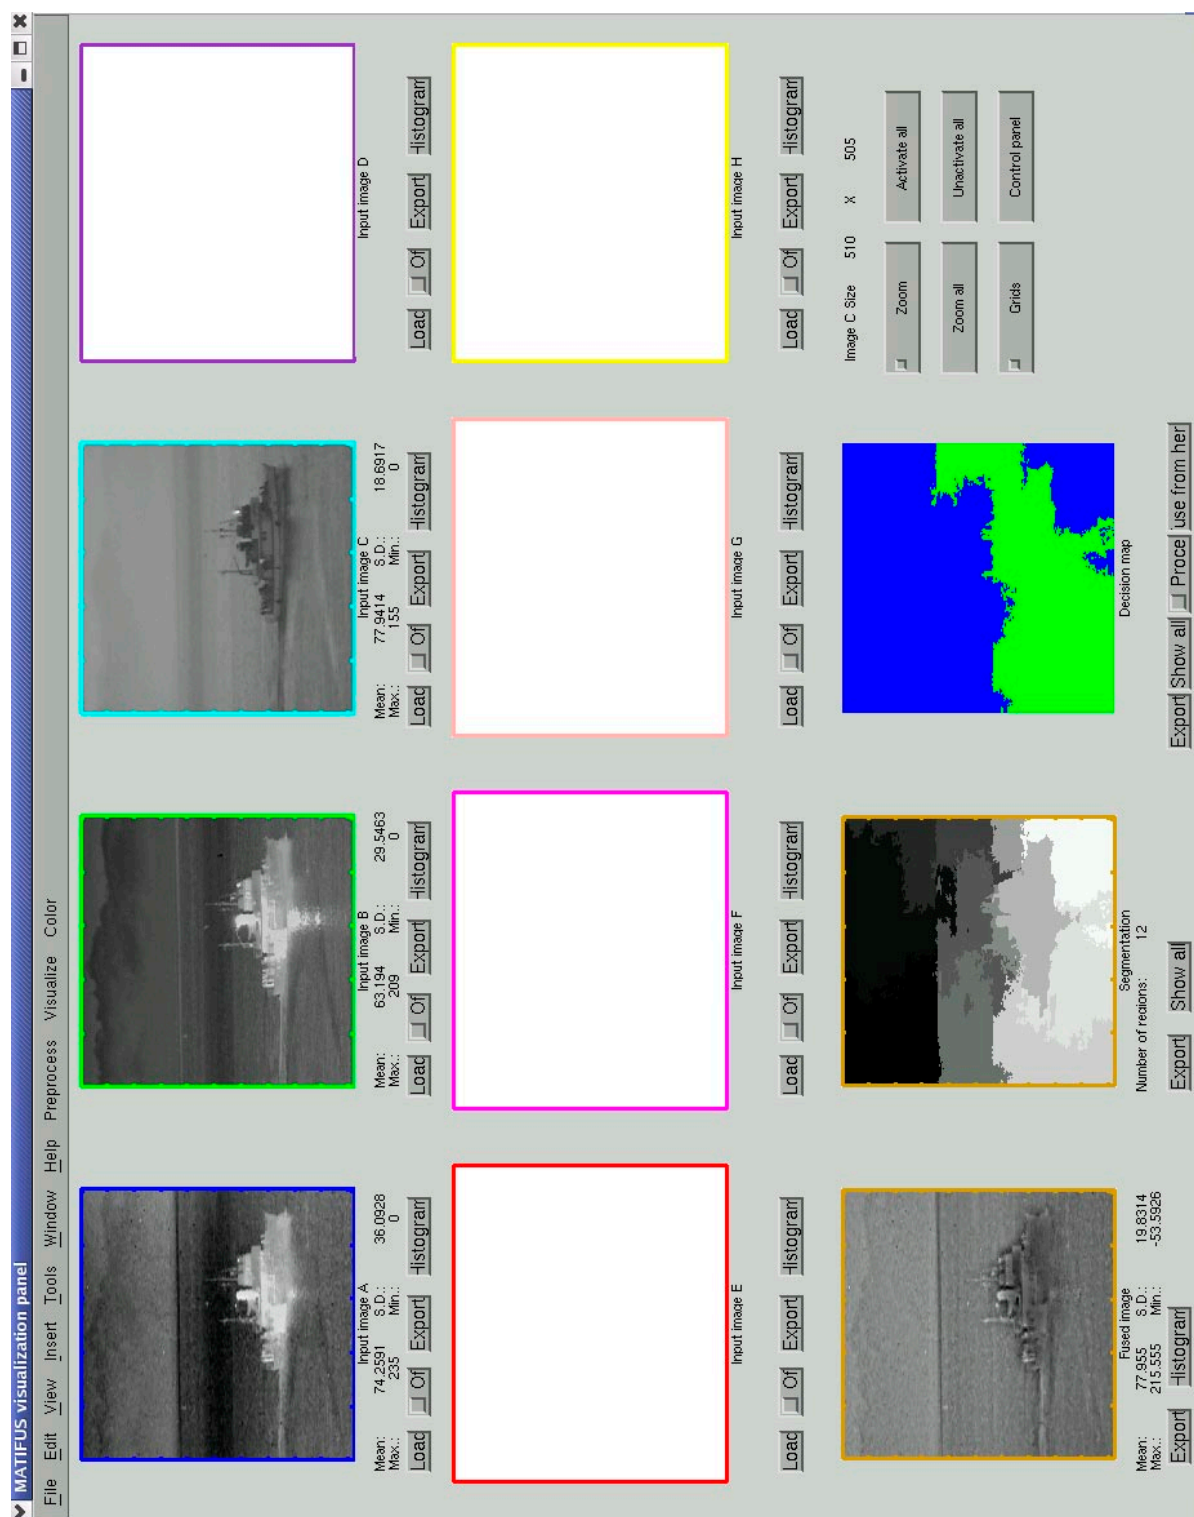 MATIFUS visualization panel
File Edit View Insert Tools Window Help Preprocess Visualize Color
Input image A
Mean: 74.2591 S.D.: 36.0928
Max.: 235 Min.: 0
Load Of Export Histogram
Input image B
Mean: 63.194 S.D.: 29.5463
Max.: 209 Min.: 0
Load Of Export Histogram
Input image C
Mean: 77.9414 S.D.: 18.6917
Max.: 155 Min.: 0
Load Of Export Histogram
Input image D
Load Of Export Histogram
Input image E
Load Of Export Histogram
Input image F
Load Of Export Histogram
Input image G
Load Of Export Histogram
Input image H
Load Of Export Histogram
Fused image
Mean: 77.955 S.D.: 19.8314
Max.: 215.555 Min.: -53.5926
Export Histogram
Segmentation
Number of regions: 12
Export Show all
Decision map
Export Show all Proce use from her
Image C Size 510 X 505
Zoom Activate all
Zoom all Unactivate all
Grids Control panel